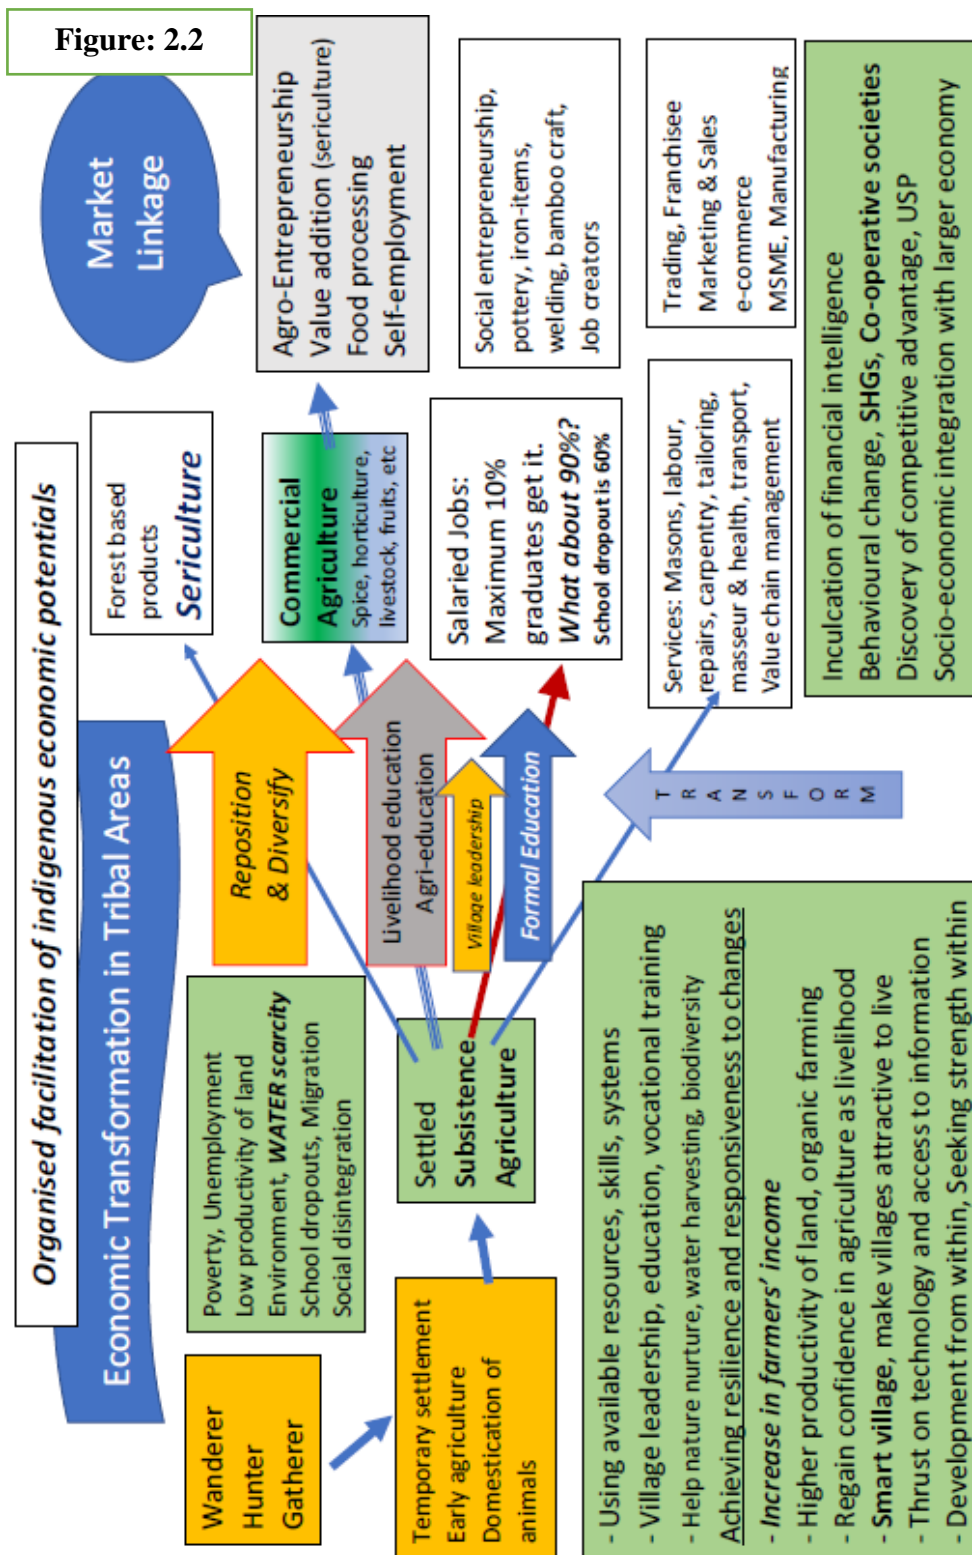 Figure: 2.2
Organised facilitation of indigenous economic potentials
Economic Transformation in Tribal Areas
Market
Linkage
Wanderer
Hunter
Gatherer
Poverty, Unemployment
Low productivity of land
Environment, WATER scarcity
School dropouts, Migration
Social disintegration
Reposition
& Diversify
Forest based
products
Sericulture
Temporary settlement
Early agriculture
Domestication of
animals
Settled
Subsistence
Agriculture
Livelihood education
Agri-education
Village leadership
Formal Education
Commercial
Agriculture
Spice, horticulture,
livestock, fruits, etc
Agro-Entrepreneurship
Value addition (sericulture)
Food processing
Self-employment
Salaried Jobs:
Maximum 10%
graduates get it.
What about 90%?
School dropout is 60%
Social entrepreneurship,
pottery, iron-items,
welding, bamboo craft,
Job creators
T
R
A
N
S
F
O
R
M
Services: Masons, labour,
repairs, carpentry, tailoring,
masseur & health, transport,
Value chain management
Trading, Franchisee
Marketing & Sales
e-commerce
MSME, Manufacturing
- Using available resources, skills, systems
- Village leadership, education, vocational training
- Help nature nurture, water harvesting, biodiversity
Achieving resilience and responsiveness to changes
- Increase in farmers' income
- Higher productivity of land, organic farming
- Regain confidence in agriculture as livelihood
- Smart village, make villages attractive to live
- Thrust on technology and access to information
- Development from within, Seeking strength within
Inculcation of financial intelligence
Behavioural change, SHGs, Co-operative societies
Discovery of competitive advantage, USP
Socio-economic integration with larger economy